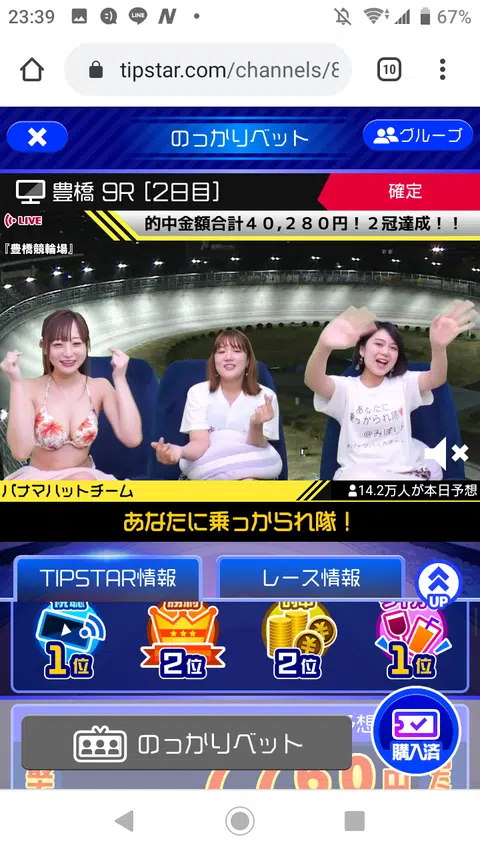 23:39
LINE
67%
tipstar.com/channels/8
10
のっかりベット
グループ
豊橋 9R [2日目]
確定
LIVE
的中金額合計40,280円！2冠達成！！
『豊橋競輪場』
あなたに
乗っかられ隊
パナマハットチーム
14.2万人が本日予想
あなたに乗っかられ隊！
TIPSTAR情報
レース情報
UP
1位
2位
2位
1位
のっかりベット
購入済